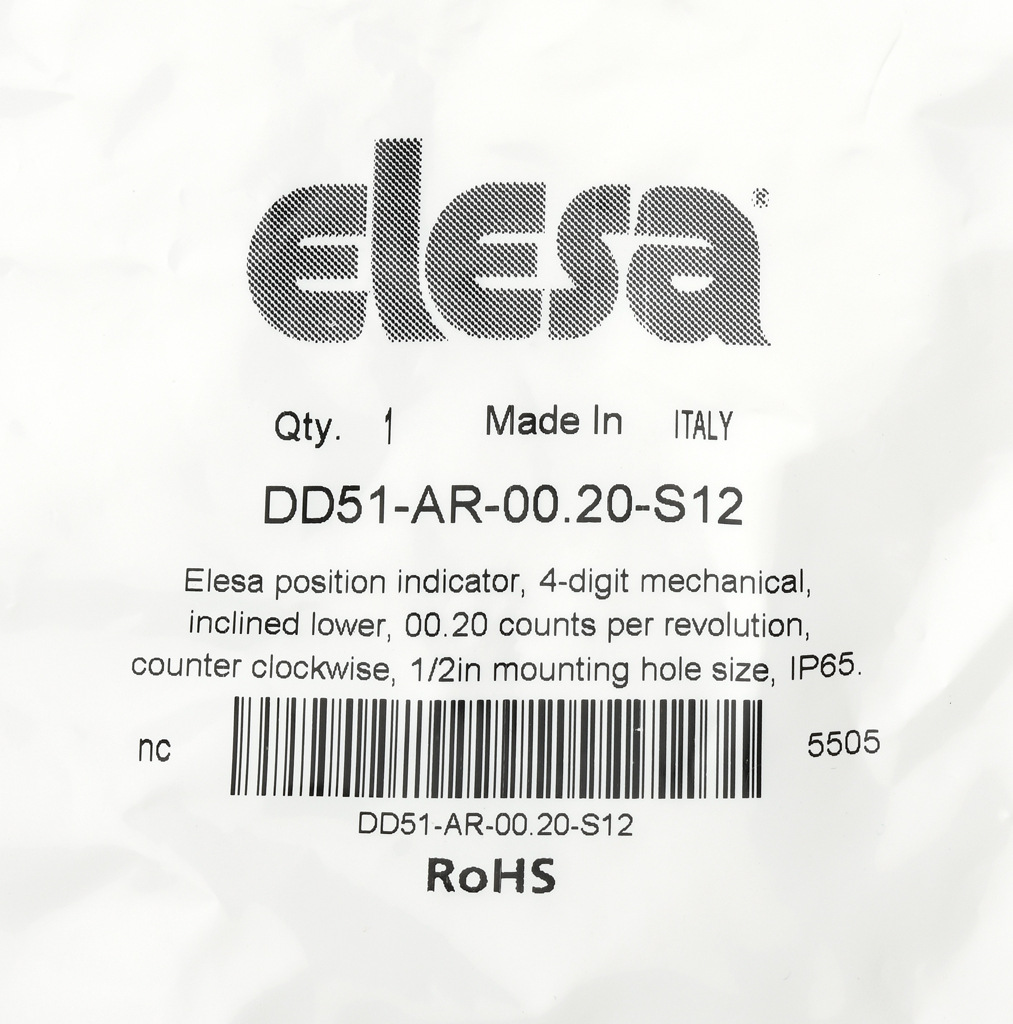 elesa®
Qty. 1 Made In ITALY
DD51-AR-00.20-S12
Elesa position indicator, 4-digit mechanical,
inclined lower, 00.20 counts per revolution,
counter clockwise, 1/2in mounting hole size, IP65.
nc 5505
DD51-AR-00.20-S12
RoHS